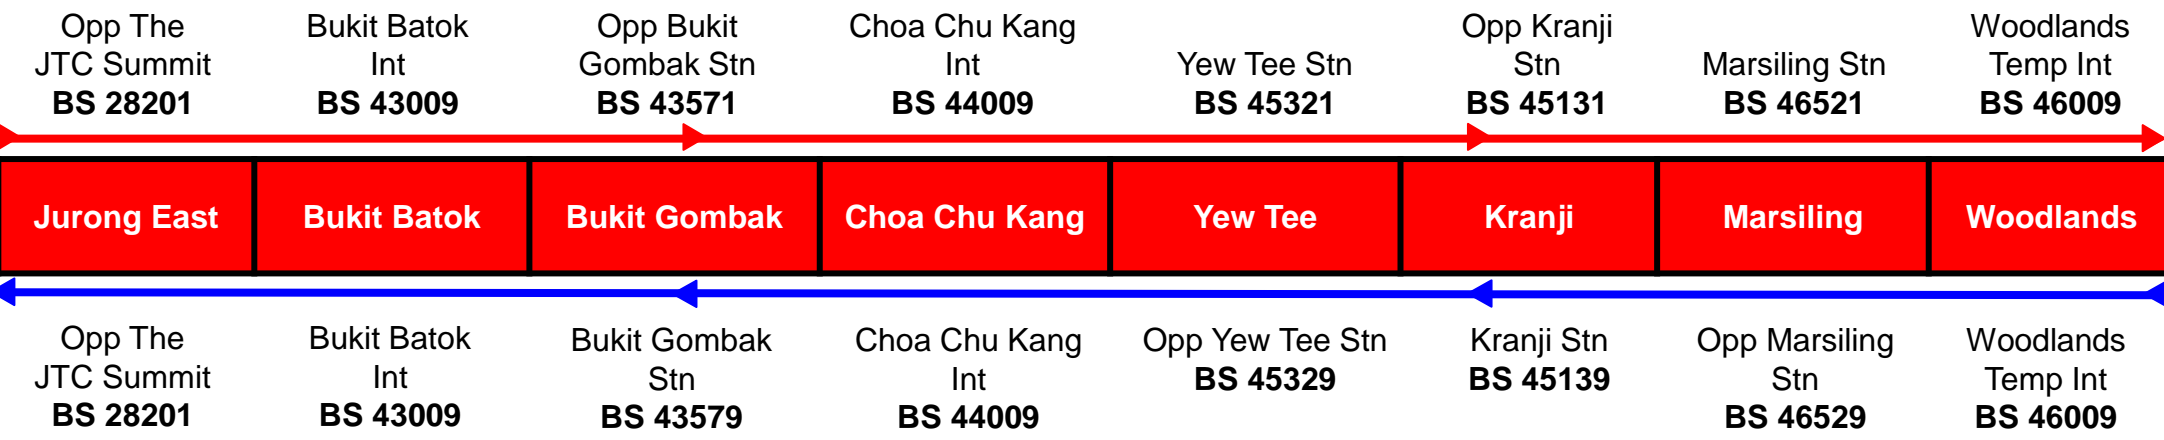 Opp The
JTC Summit
BS 28201
Bukit Batok
Int
BS 43009
Opp Bukit
Gombak Stn
BS 43571
Choa Chu Kang
Int
BS 44009
Yew Tee Stn
BS 45321
Opp Kranji
Stn
BS 45131
Marsiling Stn
BS 46521
Woodlands
Temp Int
BS 46009
Jurong East
Bukit Batok
Bukit Gombak
Choa Chu Kang
Yew Tee
Kranji
Marsiling
Woodlands
Opp The
JTC Summit
BS 28201
Bukit Batok
Int
BS 43009
Bukit Gombak
Stn
BS 43579
Choa Chu Kang
Int
BS 44009
Opp Yew Tee Stn
BS 45329
Kranji Stn
BS 45139
Opp Marsiling
Stn
BS 46529
Woodlands
Temp Int
BS 46009